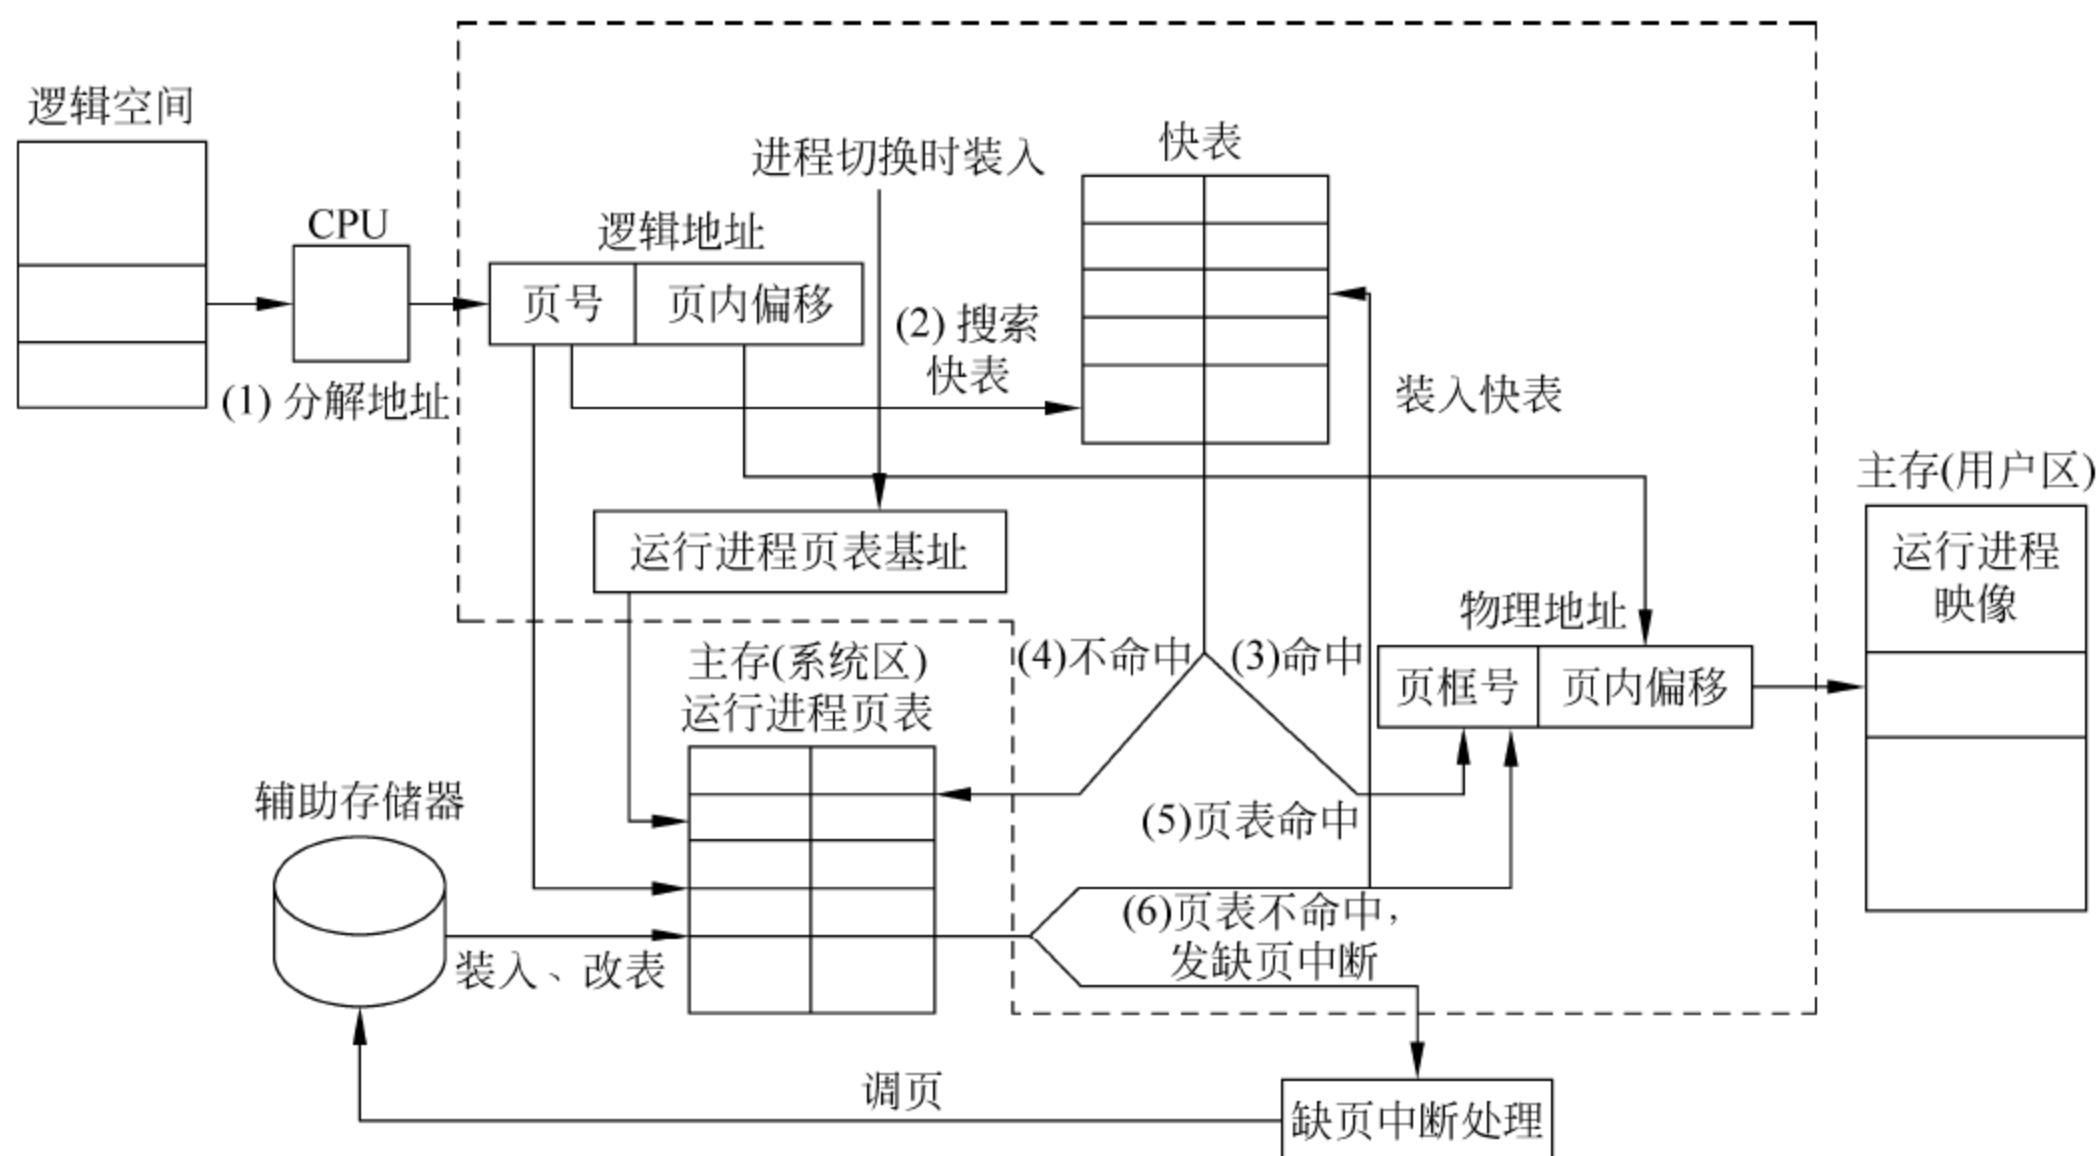 逻辑空间
CPU
(1) 分解地址
进程切换时装入
逻辑地址
页号
页内偏移
(2) 搜索
快表
快表
装入快表
运行进程页表基址
主存(用户区)
运行进程
映像
物理地址
页框号
页内偏移
(4)不命中
(3)命中
主存(系统区)
运行进程页表
(5)页表命中
(6)页表不命中，
发缺页中断
辅助存储器
装入、改表
调页
缺页中断处理